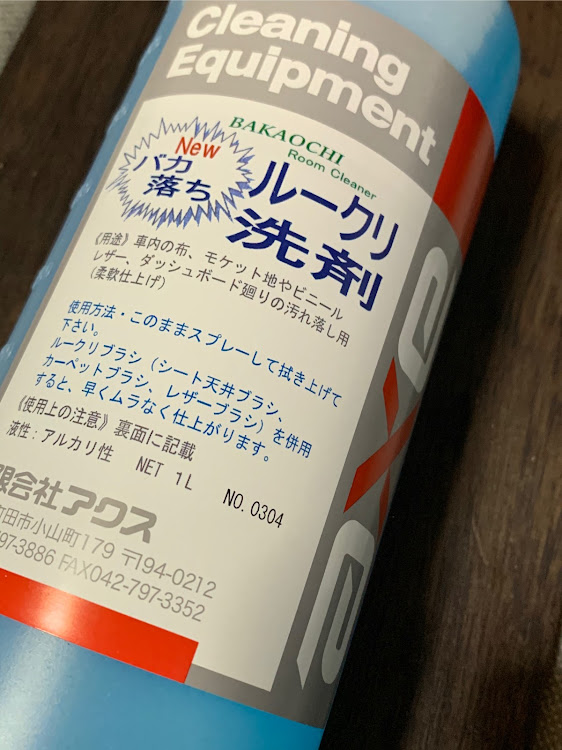 Cleaning
Equipment
BAKAOCHI
Room Cleaner
New
バカ
落ち
ルークリ
洗剤
《用途》車内の布、モケット地やビニール
レザー、ダッシュボード廻りの汚れ落し用
(柔軟仕上げ)
使用方法・このままスプレーして拭き上げて
下さい。
ルークリブラシ(シート天井ブラシ、
カーペットブラシ、レザーブラシ)を併用
すると、早くムラなく仕上がります。
《使用上の注意》裏面に記載
液性:アルカリ性 NET 1L NO.0304
限会社アクス
町田市小山町179 〒194-0212
797-3886 FAX042-797-3352